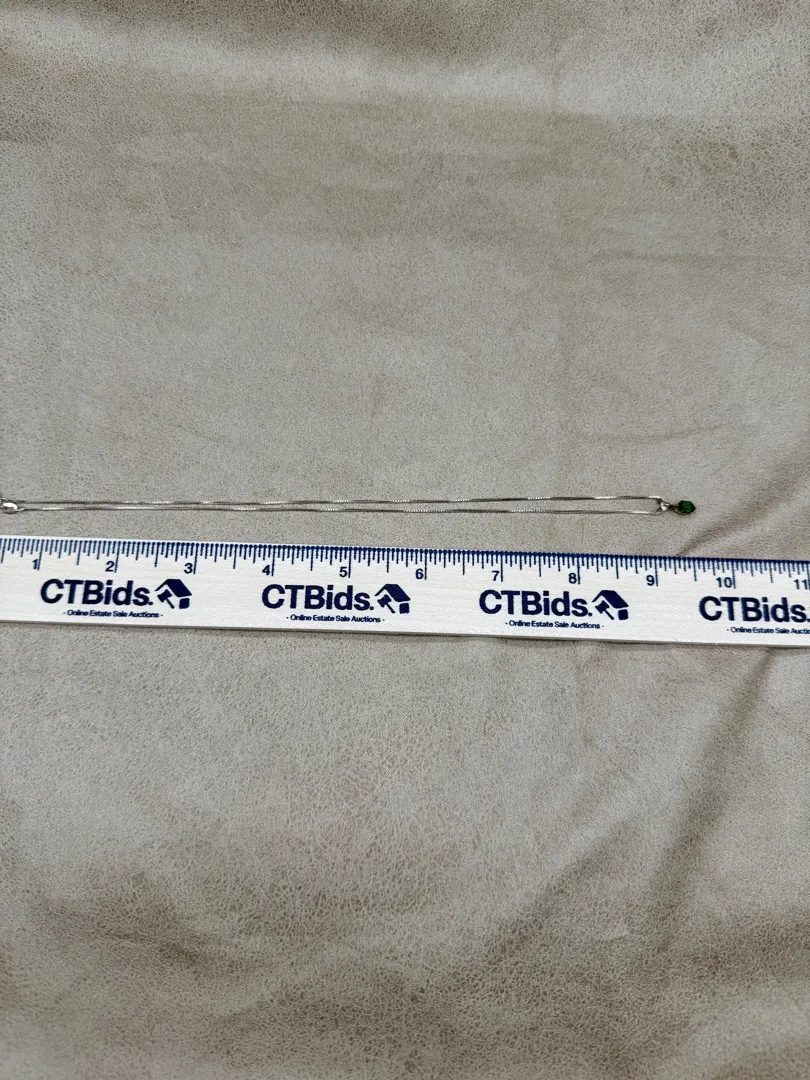 1 2 3 4 5 6 7 8 9 10 11
CTBids. CTBids. CTBids. CTBids.
- Online Estate Sale Auctions - - Online Estate Sale Auctions - - Online Estate Sale Auctions - - Online Estate Sale Auctions